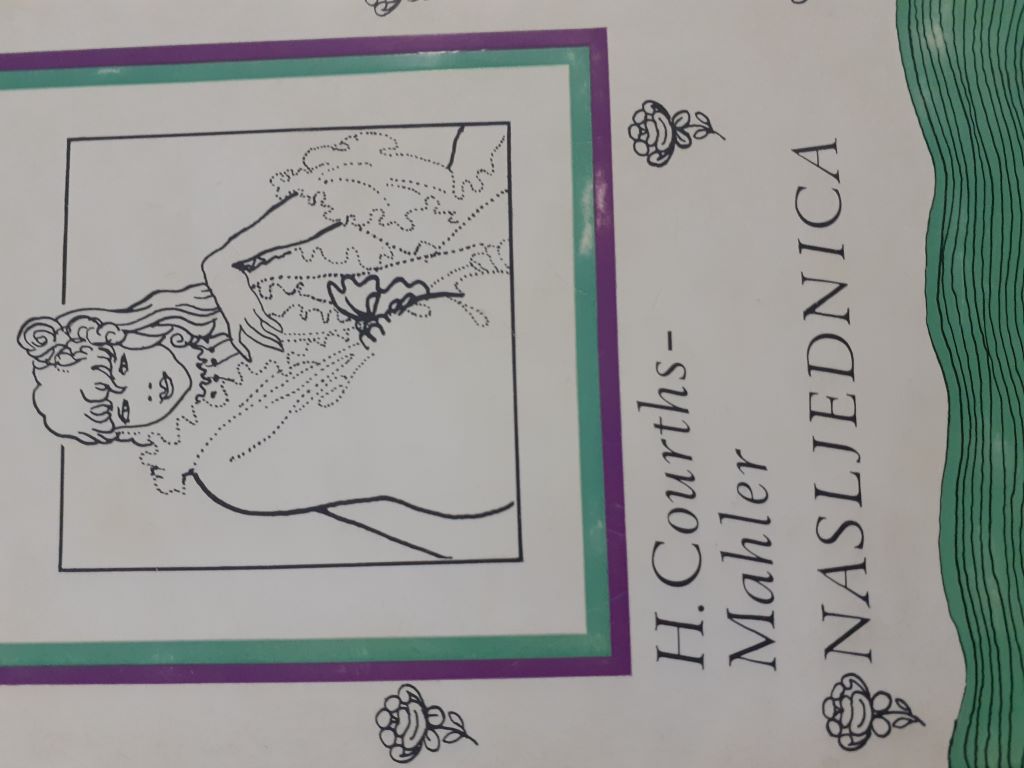 H. Courths-
Mahler
NASLJEDNICA